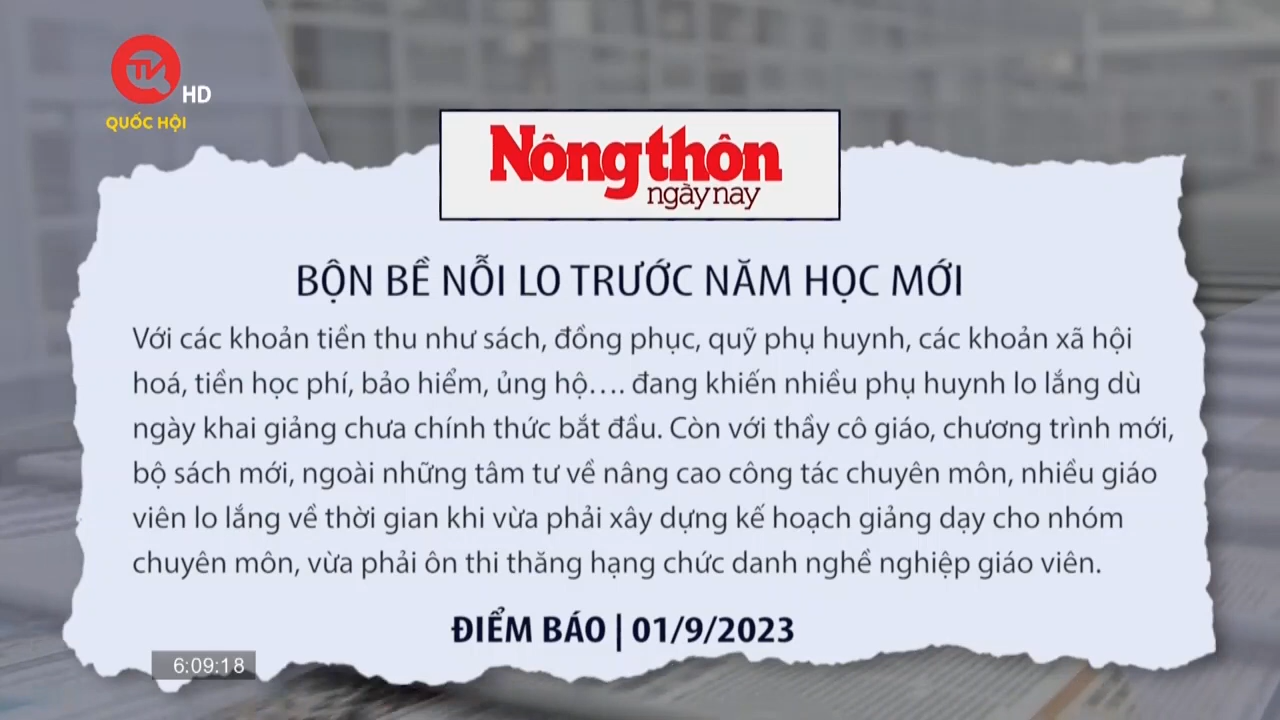 HD
QUỐC HỘI
Nôngthôn
ngàynay
BỘN BỀ NỖI LO TRƯỚC NĂM HỌC MỚI
Với các khoản tiền thu như sách, đồng phục, quỹ phụ huynh, các khoản xã hội
hoá, tiền học phí, bảo hiểm, ủng hộ.... đang khiến nhiều phụ huynh lo lắng dù
ngày khai giảng chưa chính thức bắt đầu. Còn với thầy cô giáo, chương trình mới,
bộ sách mới, ngoài những tâm tư về nâng cao công tác chuyên môn, nhiều giáo
viên lo lắng về thời gian khi vừa phải xây dựng kế hoạch giảng dạy cho nhóm
chuyên môn, vừa phải ôn thi thăng hạng chức danh nghề nghiệp giáo viên.
ĐIỂM BÁO | 01/9/2023
6:09:18